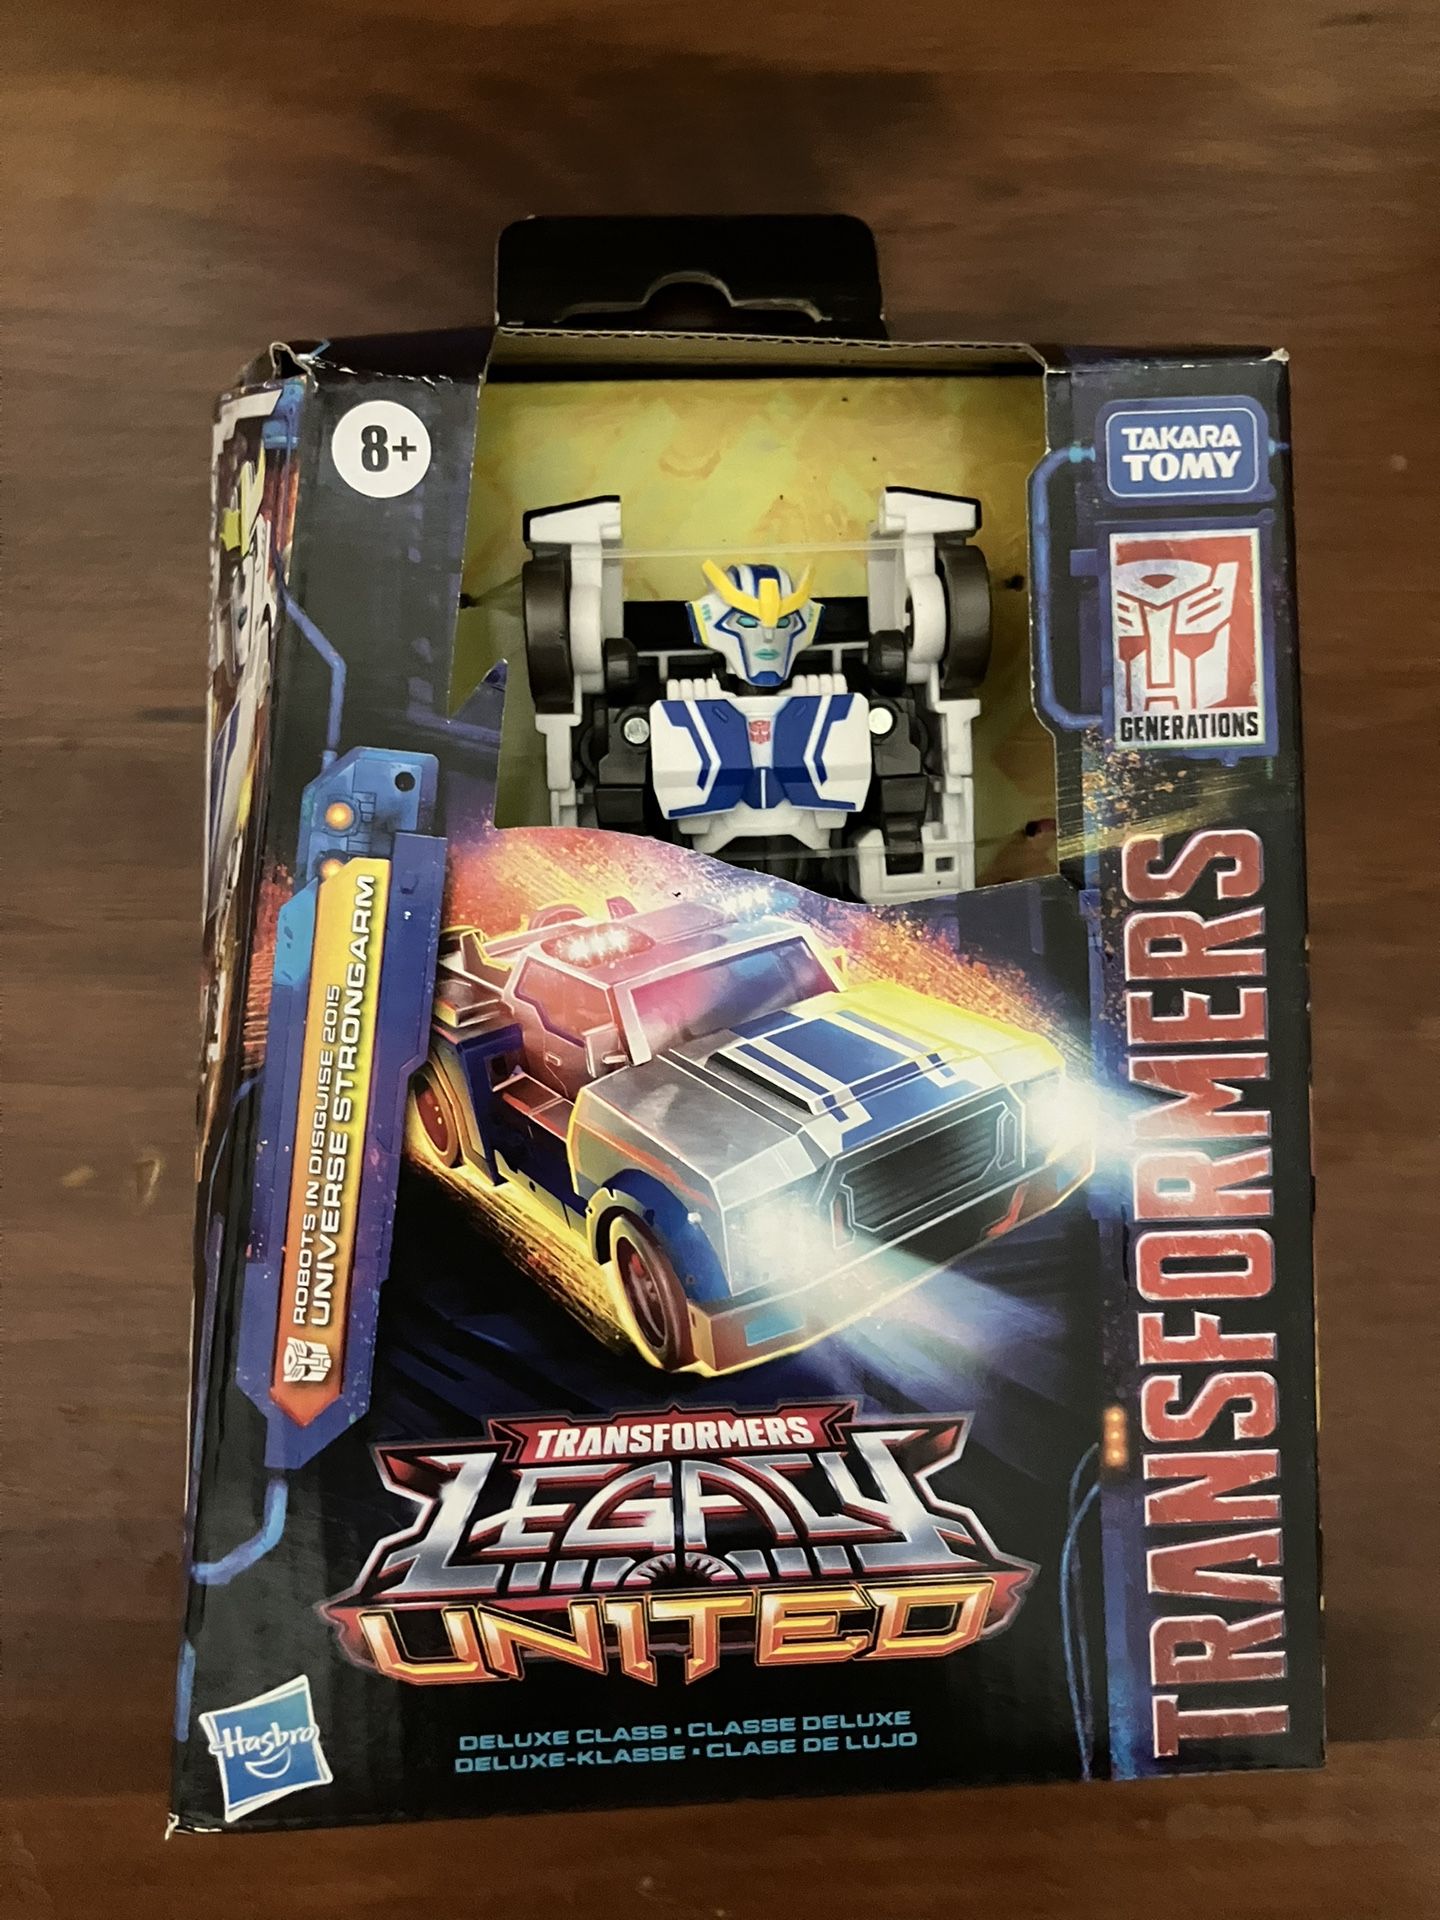 8+
TAKARA
TOMY
GENERATIONS
TRANSFORMERS
ROBOTS IN DISGUISE 2015
UNIVERSE STRONGARM
TRANSFORMERS
LEGACY
UNITED
Hasbro
DELUXE CLASS • CLASSE DELUXE
DELUXE-KLASSE • CLASE DE LUJO